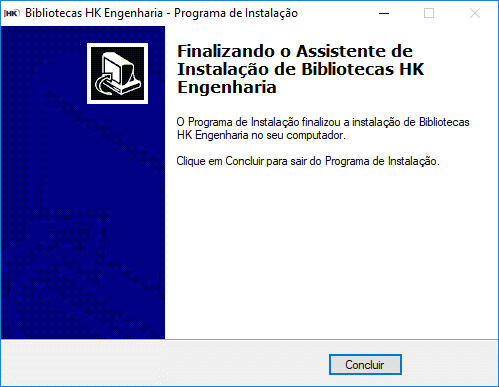 HK Bibliotecas HK Engenharia - Programa de Instalação
Finalizando o Assistente de
Instalação de Bibliotecas HK
Engenharia
O Programa de Instalação finalizou a instalação de Bibliotecas
HK Engenharia no seu computador.
Clique em Concluir para sair do Programa de Instalação.
Concluir